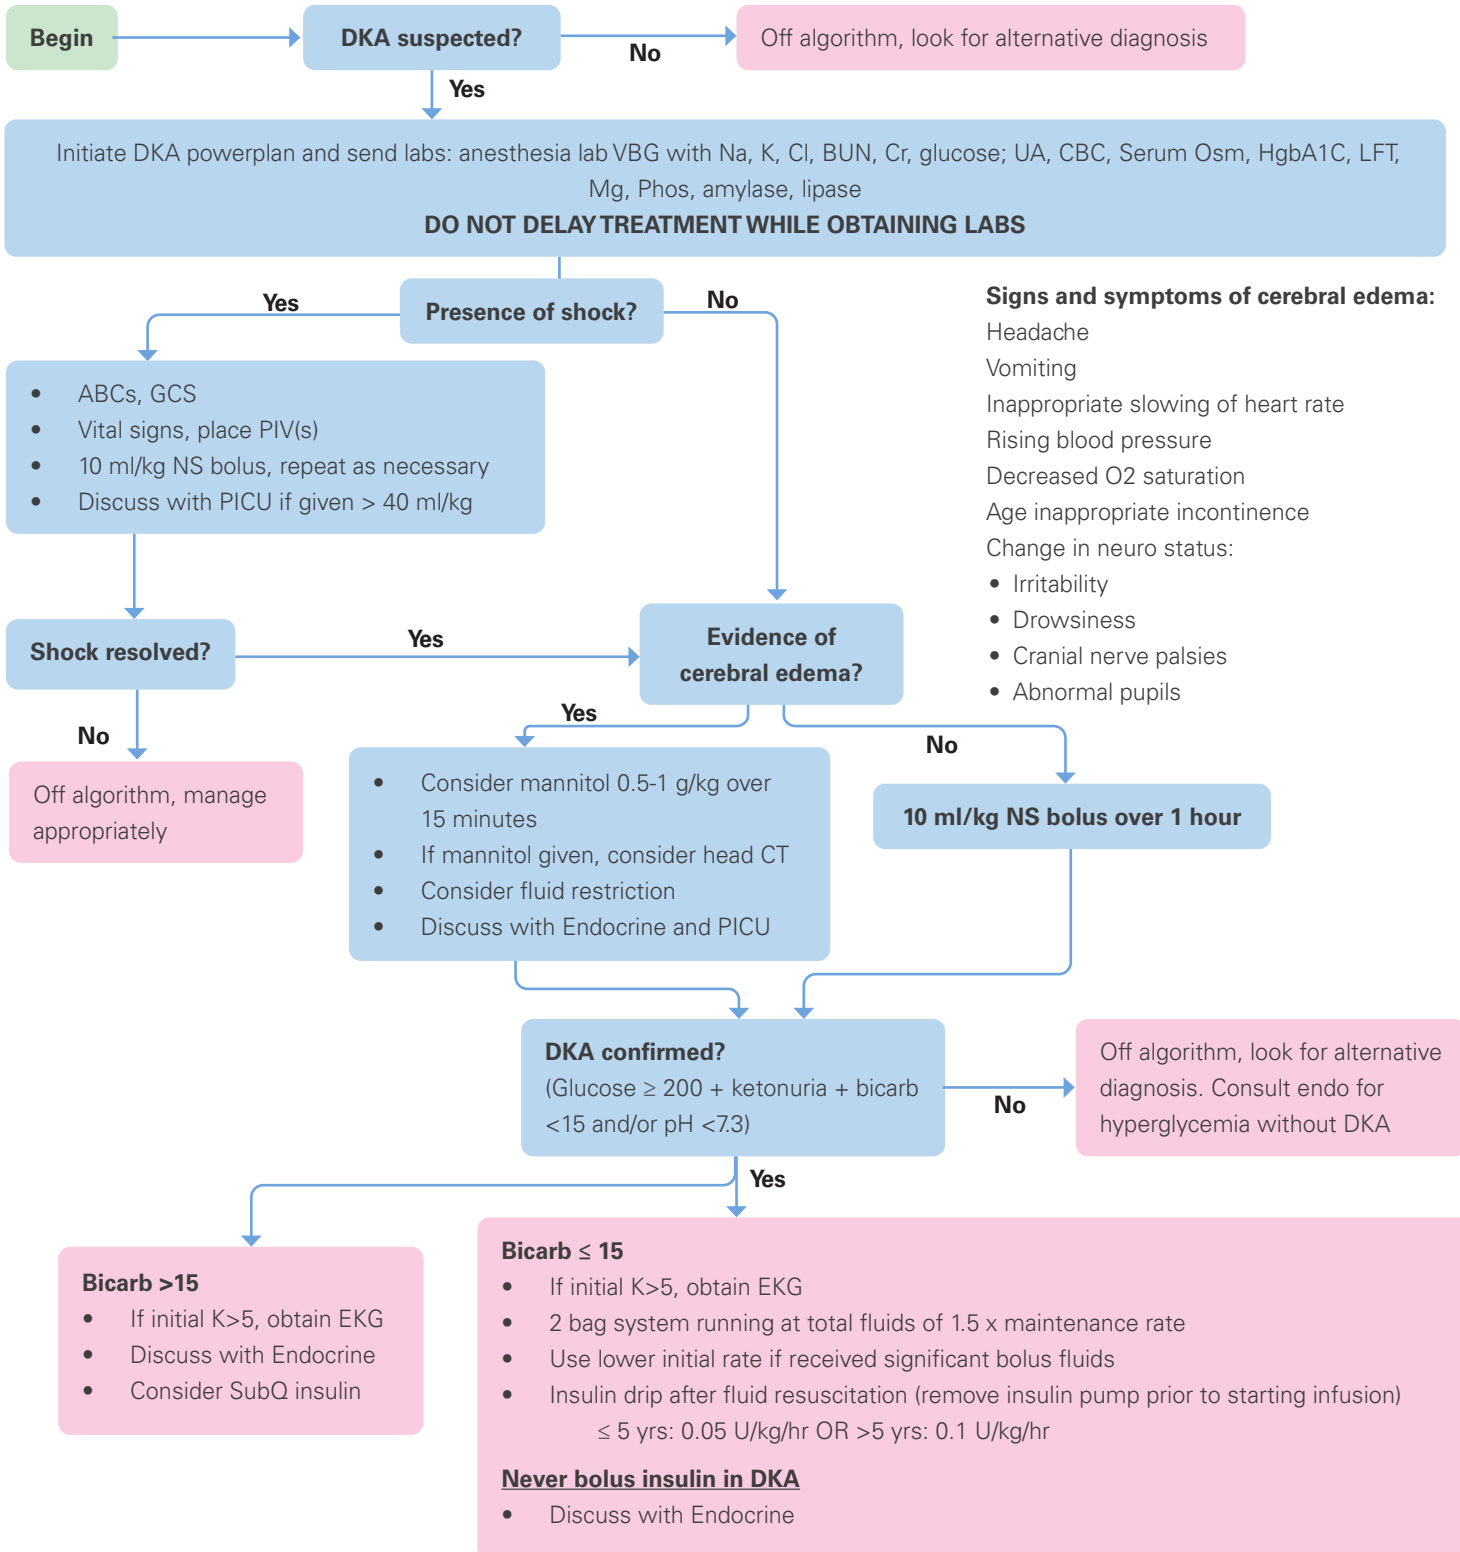 Begin
DKA suspected?
No
Off algorithm, look for alternative diagnosis
Yes
Initiate DKA powerplan and send labs: anesthesia lab VBG with Na, K, Cl, BUN, Cr, glucose; UA, CBC, Serum Osm, HgbA1C, LFT,
Mg, Phos, amylase, lipase
DO NOT DELAY TREATMENT WHILE OBTAINING LABS
Yes
Presence of shock?
No
• ABCs, GCS
• Vital signs, place PIV(s)
• 10 ml/kg NS bolus, repeat as necessary
• Discuss with PICU if given > 40 ml/kg
Signs and symptoms of cerebral edema:
Headache
Vomiting
Inappropriate slowing of heart rate
Rising blood pressure
Decreased O2 saturation
Age inappropriate incontinence
Change in neuro status:
• Irritability
• Drowsiness
• Cranial nerve palsies
• Abnormal pupils
Shock resolved?
Yes
Evidence of
cerebral edema?
No
Off algorithm, manage
appropriately
Yes
No
• Consider mannitol 0.5-1 g/kg over
15 minutes
• If mannitol given, consider head CT
• Consider fluid restriction
• Discuss with Endocrine and PICU
10 ml/kg NS bolus over 1 hour
DKA confirmed?
(Glucose ≥ 200 + ketonuria + bicarb
<15 and/or pH <7.3)
No
Off algorithm, look for alternative
diagnosis. Consult endo for
hyperglycemia without DKA
Yes
Bicarb >15
• If initial K>5, obtain EKG
• Discuss with Endocrine
• Consider SubQ insulin
Bicarb ≤ 15
• If initial K>5, obtain EKG
• 2 bag system running at total fluids of 1.5 x maintenance rate
• Use lower initial rate if received significant bolus fluids
• Insulin drip after fluid resuscitation (remove insulin pump prior to starting infusion)
≤ 5 yrs: 0.05 U/kg/hr OR >5 yrs: 0.1 U/kg/hr
Never bolus insulin in DKA
• Discuss with Endocrine